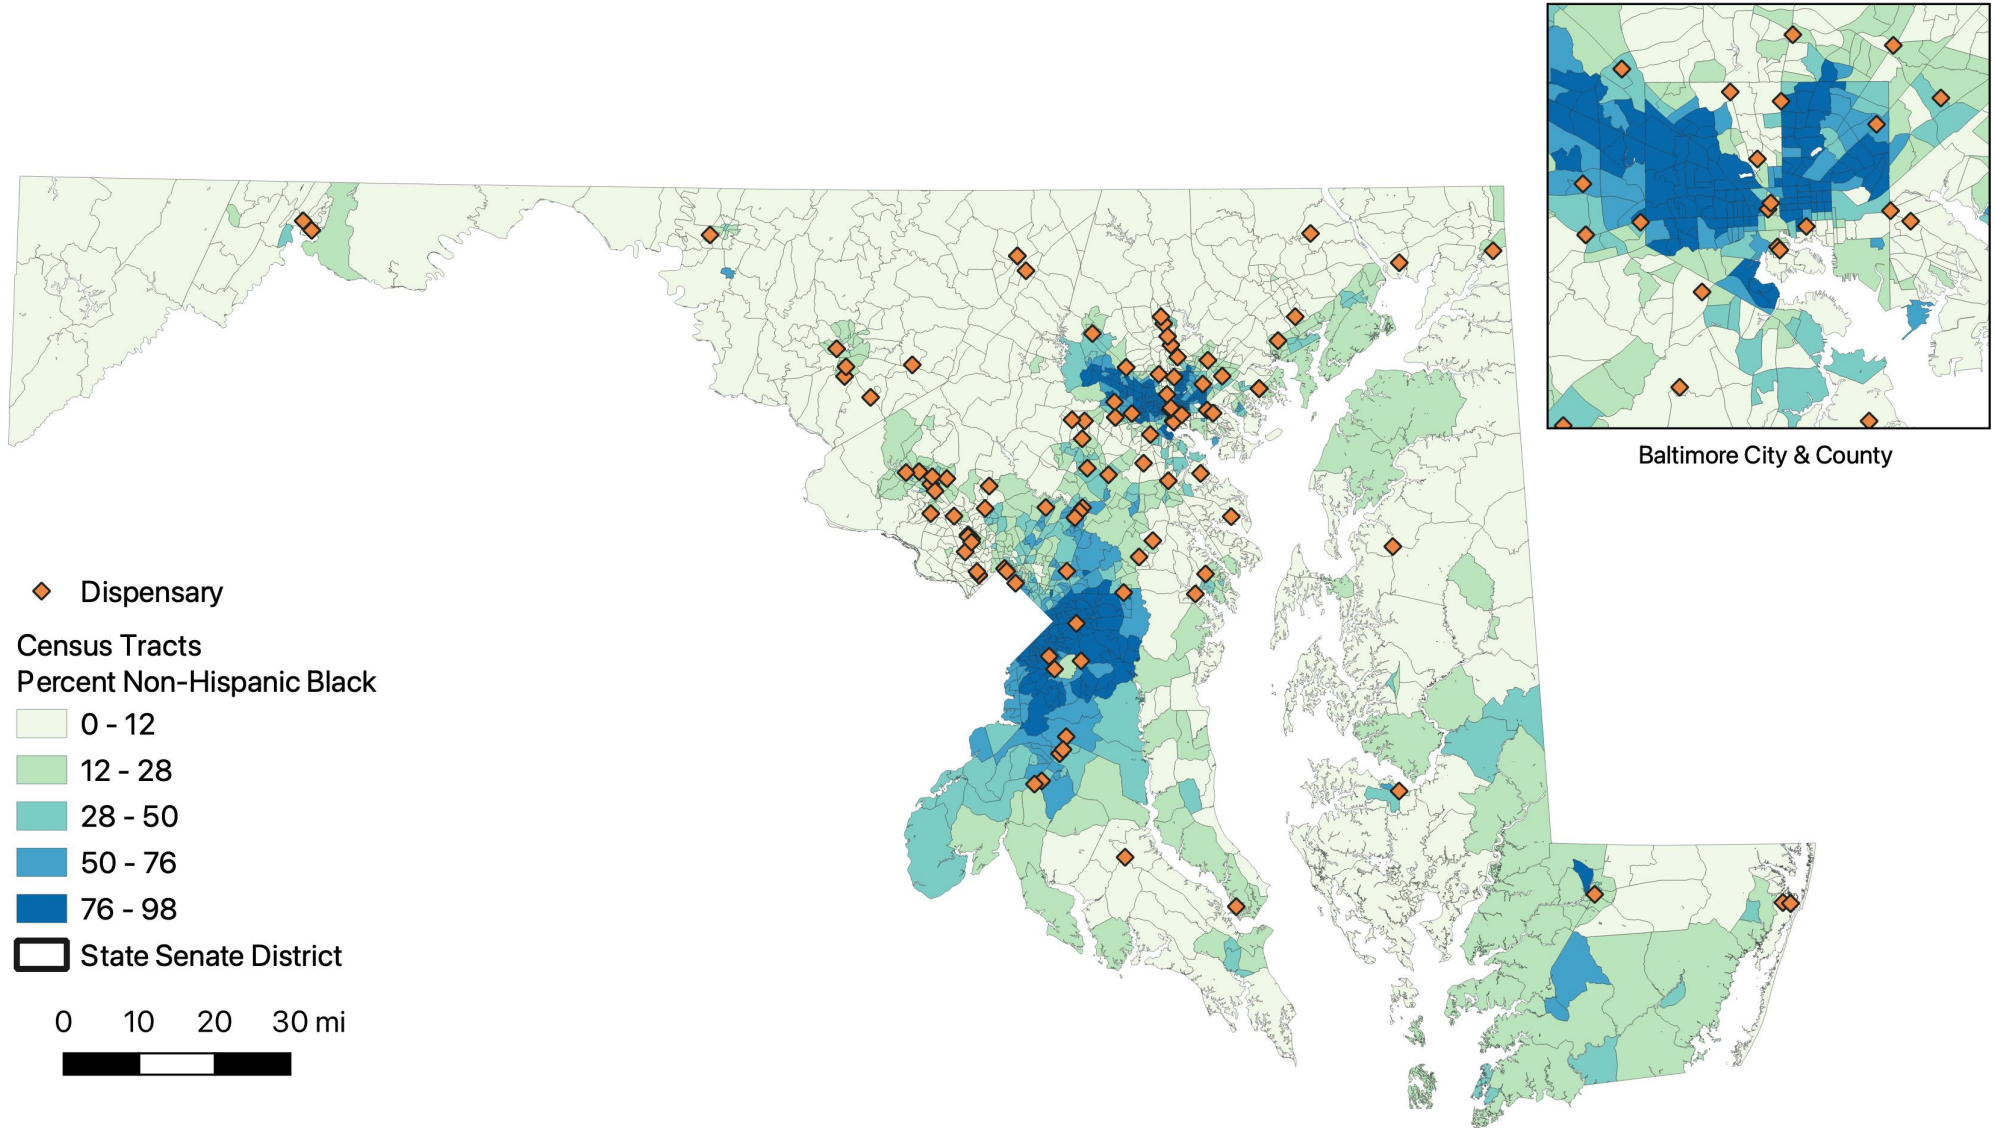 Baltimore City & County
Dispensary
Census Tracts
Percent Non-Hispanic Black
0 - 12
12 - 28
28 - 50
50 - 76
76 - 98
State Senate District
0 10 20 30 mi